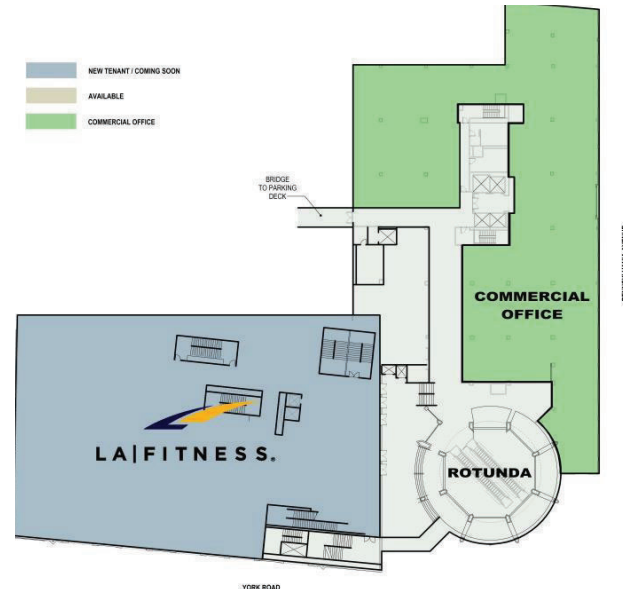 NEW TENANT / COMING SOON
AVAILABLE
COMMERCIAL OFFICE
BRIDGE
TO PARKING
DECK
COMMERCIAL
OFFICE
LA|FITNESS.
ROTUNDA
YORK ROAD